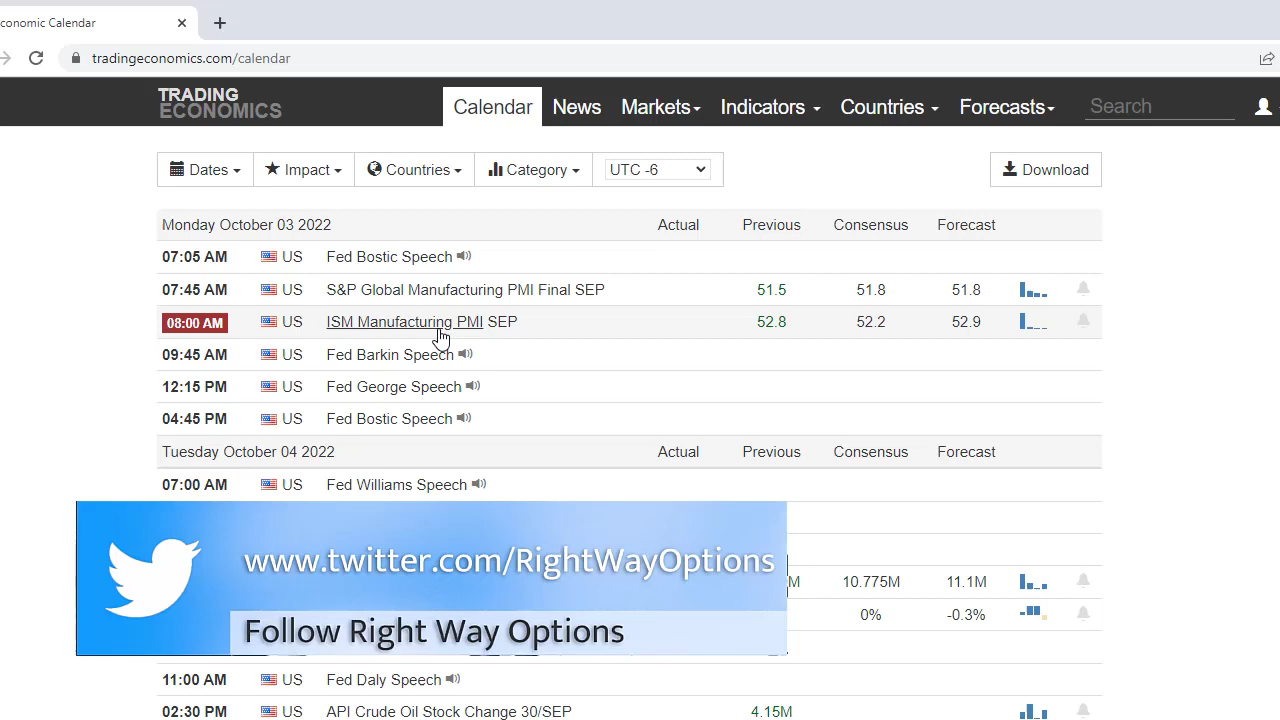 conomic Calendar
tradingeconomics.com/calendar
TRADING
ECONOMICS
Calendar News Markets Indicators Countries Forecasts Search
Dates Impact Countries Category UTC -6 Download
Monday October 03 2022 Actual Previous Consensus Forecast
07:05 AM US Fed Bostic Speech
07:45 AM US S&P Global Manufacturing PMI Final SEP 51.5 51.8 51.8
08:00 AM US ISM Manufacturing PMI SEP 52.8 52.2 52.9
09:45 AM US Fed Barkin Speech
12:15 PM US Fed George Speech
04:45 PM US Fed Bostic Speech
Tuesday October 04 2022 Actual Previous Consensus Forecast
07:00 AM US Fed Williams Speech
www.twitter.com/RightWayOptions
M 10.775M 11.1M
0% -0.3%
Follow Right Way Options
11:00 AM US Fed Daly Speech
02:30 PM US API Crude Oil Stock Change 30/SEP 4.15M